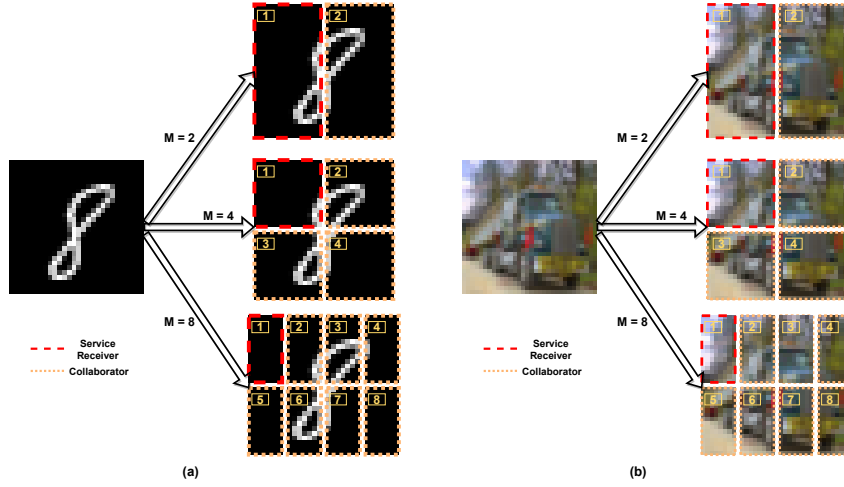 1 2
M = 2
1 2
M = 4
3 4
M = 8
1 2 3 4
Service
Receiver
Collaborator
5 6 7 8
(a)
1 2
M = 2
1 2
M = 4
3 4
M = 8
1 2 3 4
Service
Receiver
Collaborator
5 6 7 8
(b)